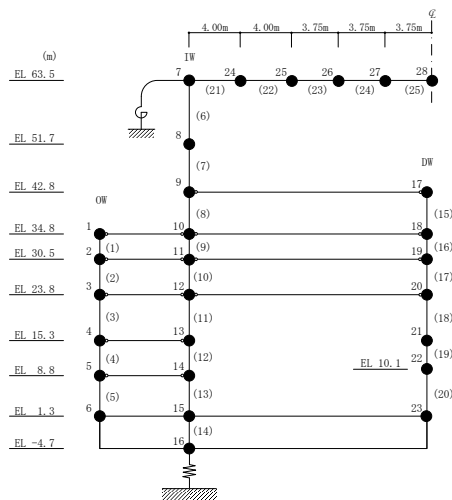 ℄
4.00m 4.00m 3.75m 3.75m 3.75m
(m) IW
EL 63.5 7 24 25 26 27 28
(21) (22) (23) (24) (25)
(6)
EL 51.7 8
(7) DW
EL 42.8 9 17
OW (8) (15)
EL 34.8 1 10 18
(1) (9) (16)
EL 30.5 2 11 19
(2) (10) (17)
EL 23.8 3 12 20
(3) (11) (18)
EL 15.3 4 13 21
(4) (12) (19)
EL 10.1 22
EL 8.8 5 14
(5) (13) (20)
EL 1.3 6 15 23
(14)
EL -4.7 16